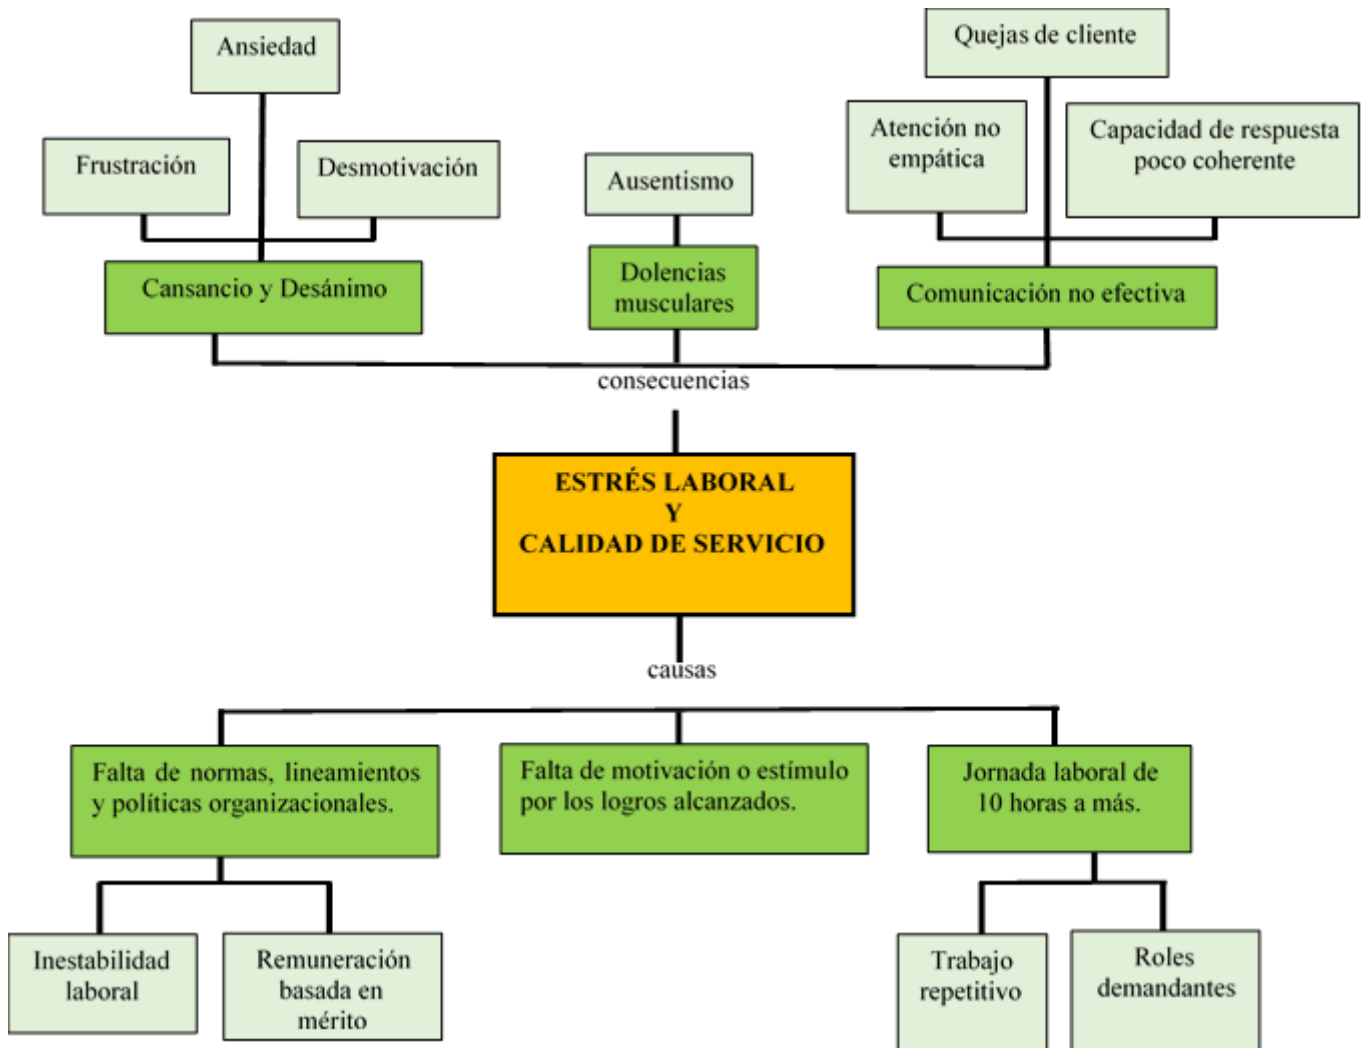 Ansiedad
Quejas de cliente
Frustración
Desmotivación
Ausentismo
Atención no
empática
Capacidad de respuesta
poco coherente
Cansancio y Desánimo
Dolencias
musculares
Comunicación no efectiva
consecuencias
ESTRÉS LABORAL
Y
CALIDAD DE SERVICIO
causas
Falta de normas, lineamientos
y políticas organizacionales.
Falta de motivación o estímulo
por los logros alcanzados.
Jornada laboral de
10 horas a más.
Inestabilidad
laboral
Remuneración
basada en
mérito
Trabajo
repetitivo
Roles
demandantes